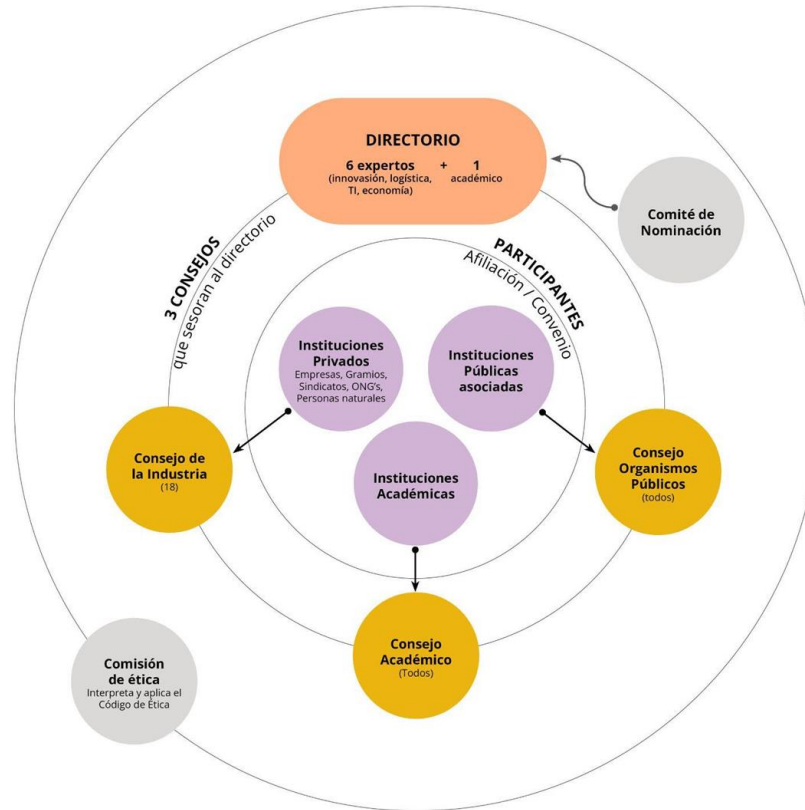 DIRECTORIO
6 expertos + 1
(innovasión, logística, académico
TI, economía)
Comité de
Nominación
3 CONSEJOS
que sesoran al directorio
PARTICIPANTES
Afiliación / Convenio
Instituciones
Privados
Empresas, Gramios,
Sindicatos, ONG's,
Personas naturales
Instituciones
Públicas
asociadas
Instituciones
Académicas
Consejo de
la Industria
(18)
Consejo
Organismos
Públicos
(todos)
Consejo
Académico
(Todos)
Comisión
de ética
Interpreta y aplica el
Código de Ética